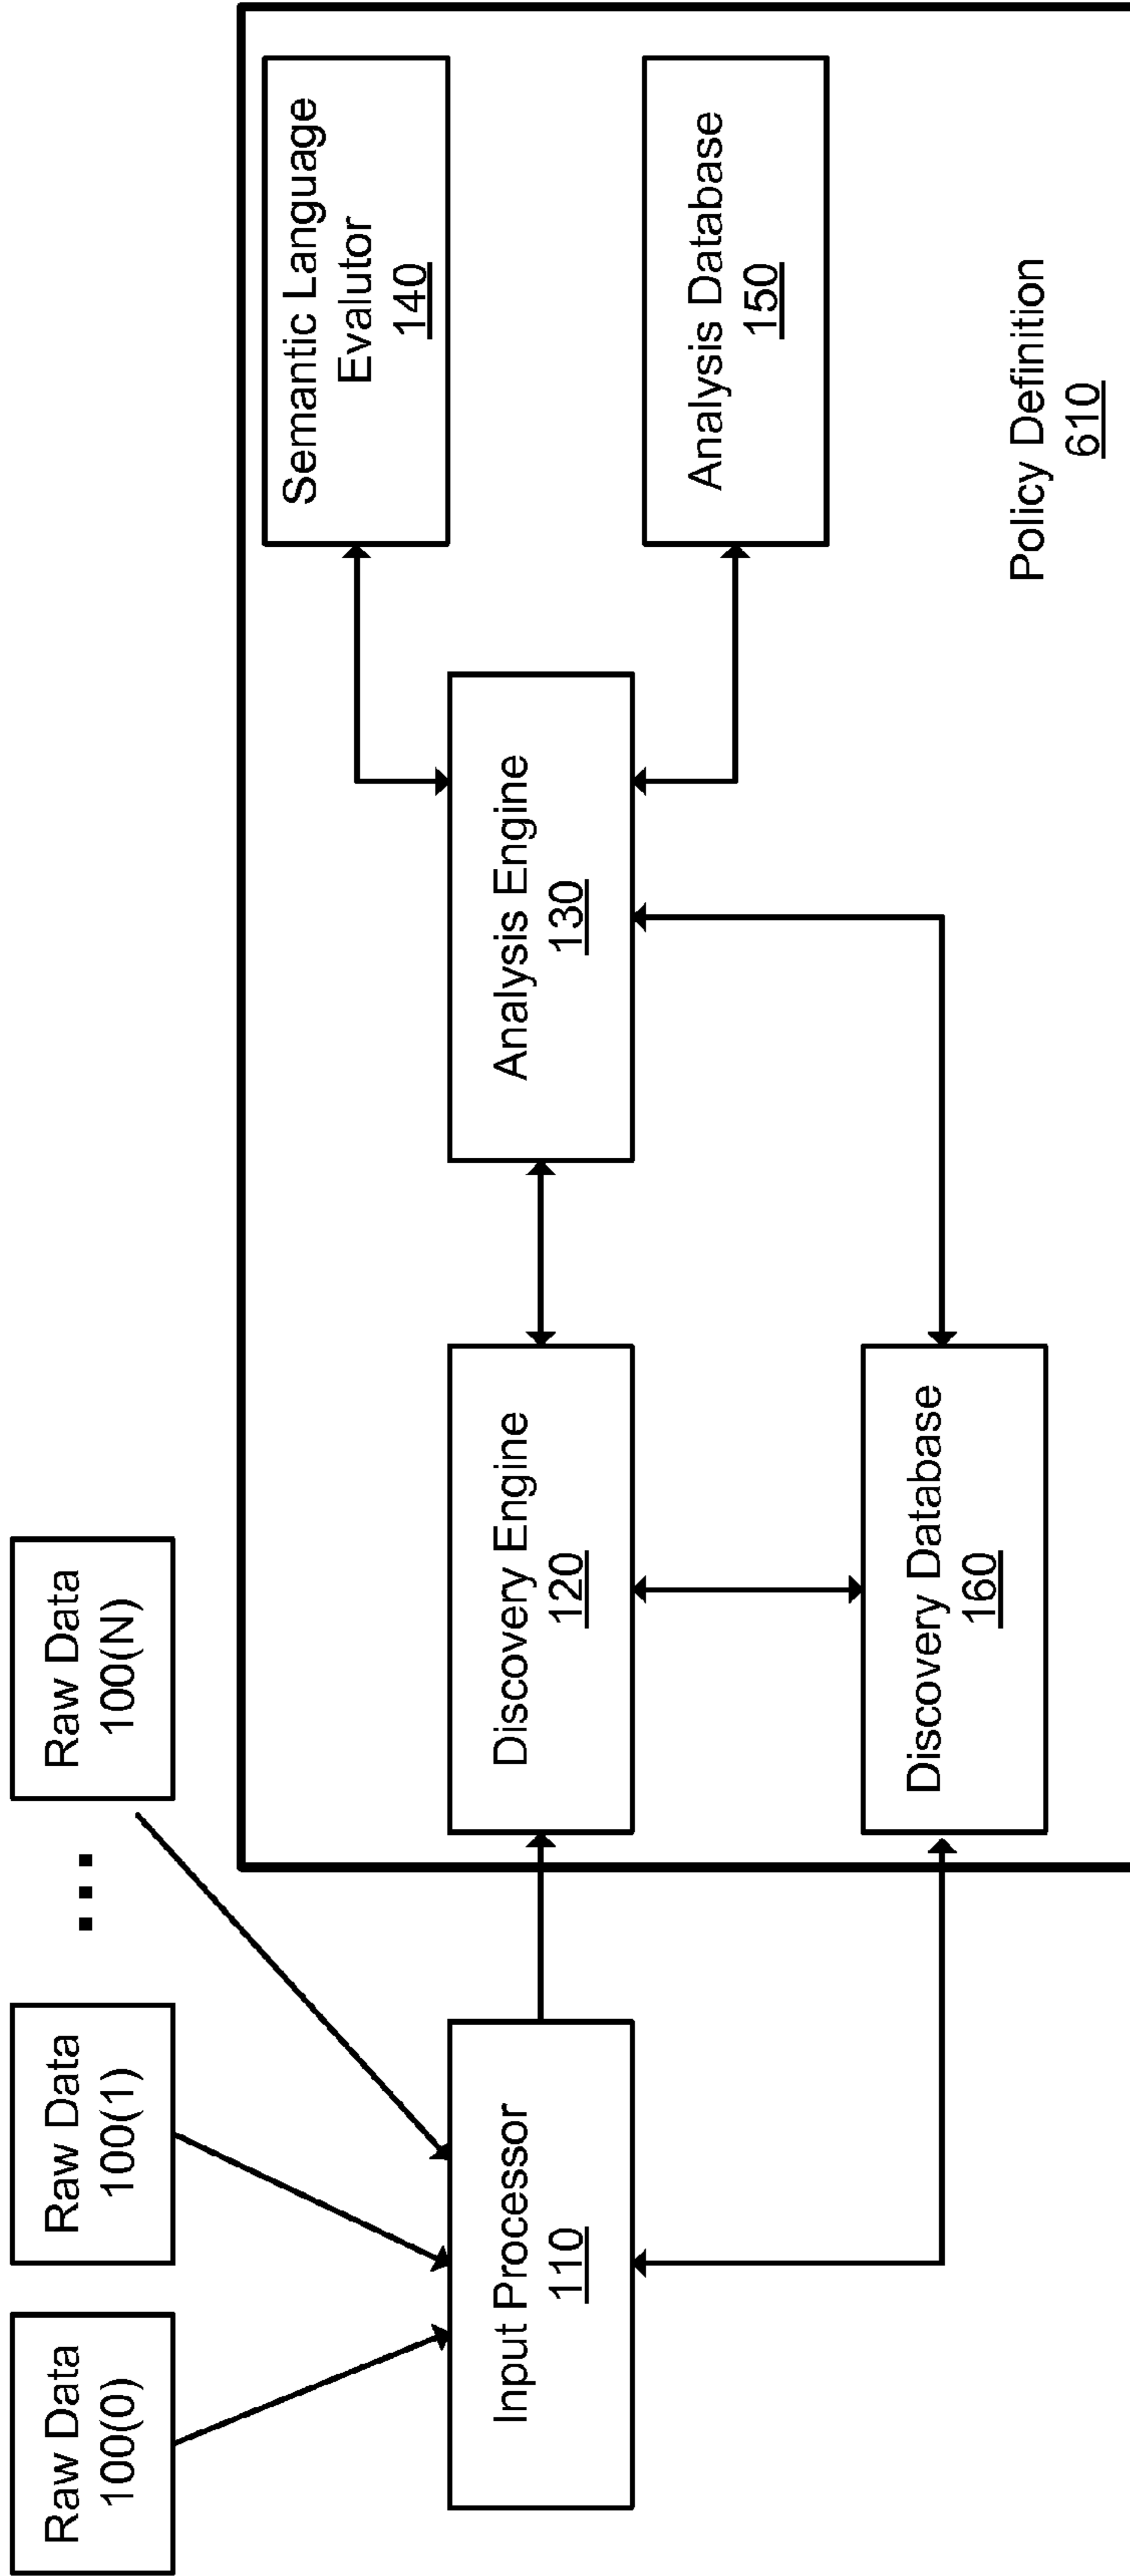 Raw Data
100(0)
Raw Data
100(1)
...
Raw Data
100(N)
Input Processor
110
Discovery Engine
120
Analysis Engine
130
Semantic Language
Evalutor
140
Analysis Database
150
Discovery Database
160
Policy Definition
610